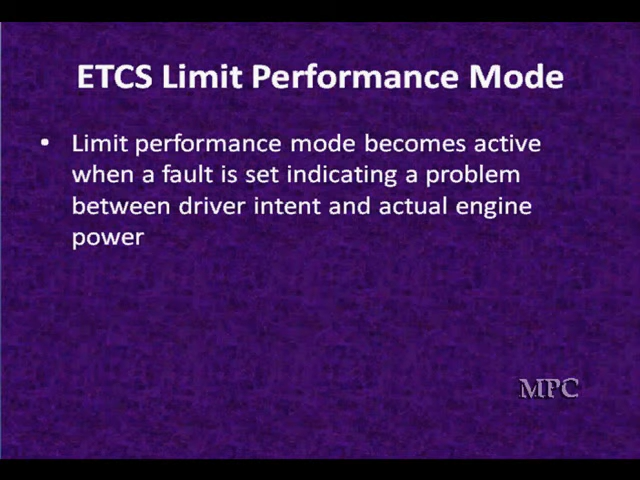 ETCS Limit Performance Mode
• Limit performance mode becomes active
when a fault is set indicating a problem
between driver intent and actual engine
power
MPC